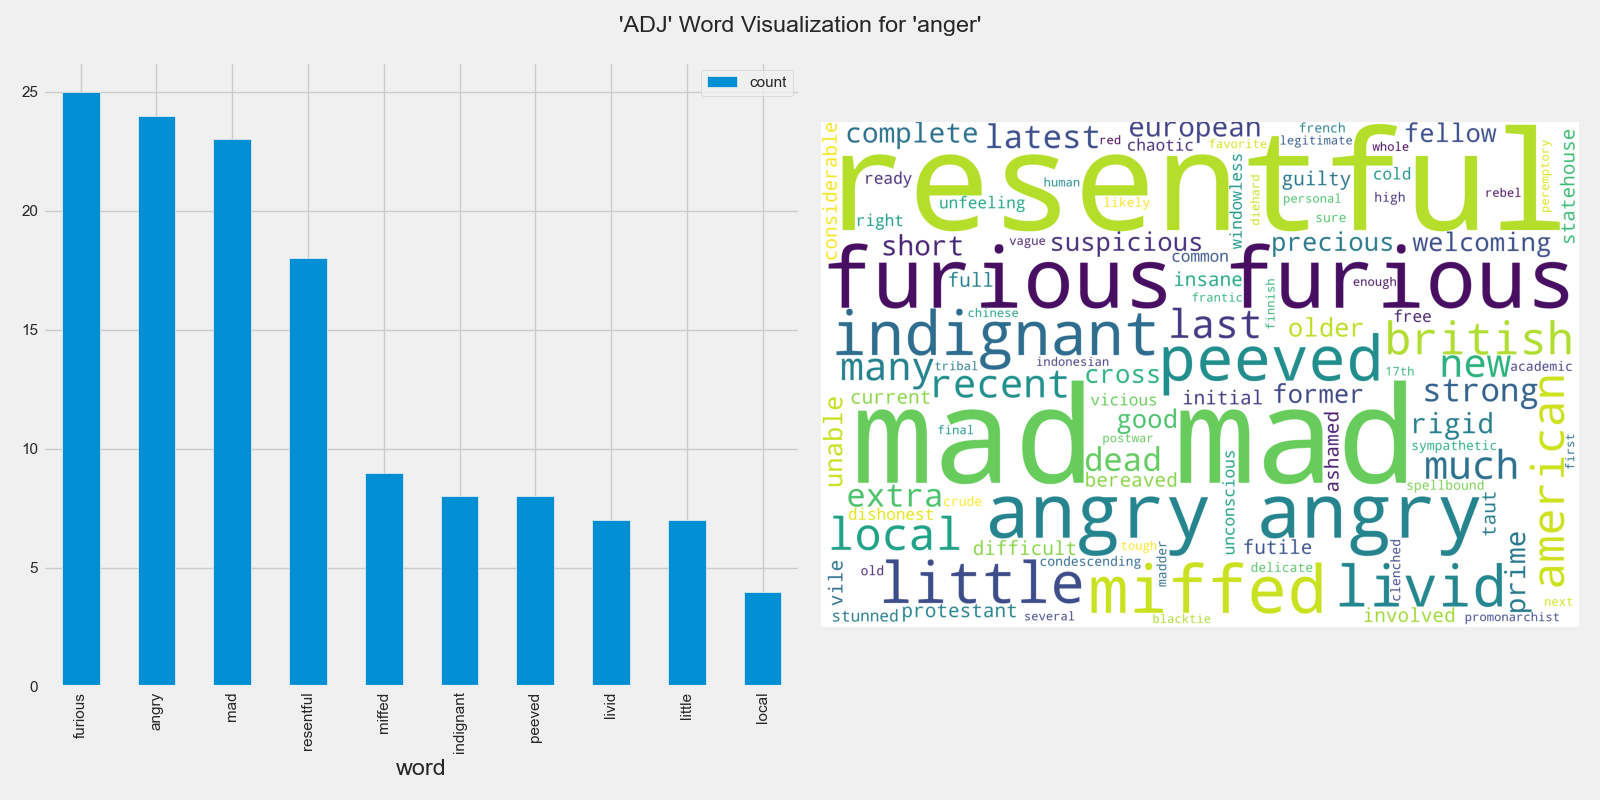 'ADJ' Word Visualization for 'anger'
count
25
20
15
10
5
0
furious
angry
mad
resentful
miffed
indignant
peeved
livid
little
local
word
considerable
complete
latest
red
european
chaotic
favorite
french
legitimate
whole
fellow
peremptory
statehouse
resentful
ready
human
unfeeling
likely
right
windowless
diehard
guilty
personal
sure
cold
high
rebel
short
vague
suspicious
common
precious
welcoming
furious
furious
full
insane
frantic
enough
chinese
finnish
free
indignant
last
older
british
many
tribal
indonesian
peeved
17th
new
academic
recent
cross
current
vicious
initial
former
strong
unable
mad
mad
final
good
postwar
ashamed
rigid
sympathetic
american
first
dead
much
bereaved
spellbound
extra
crude
dishonest
angry
angry
unconscious
taut
local
difficult
tough
futile
prime
vile
old
little
condescending
madder
miffed
delicate
clenched
livid
next
stunned
protestant
several
blacktie
involved
promonarchist